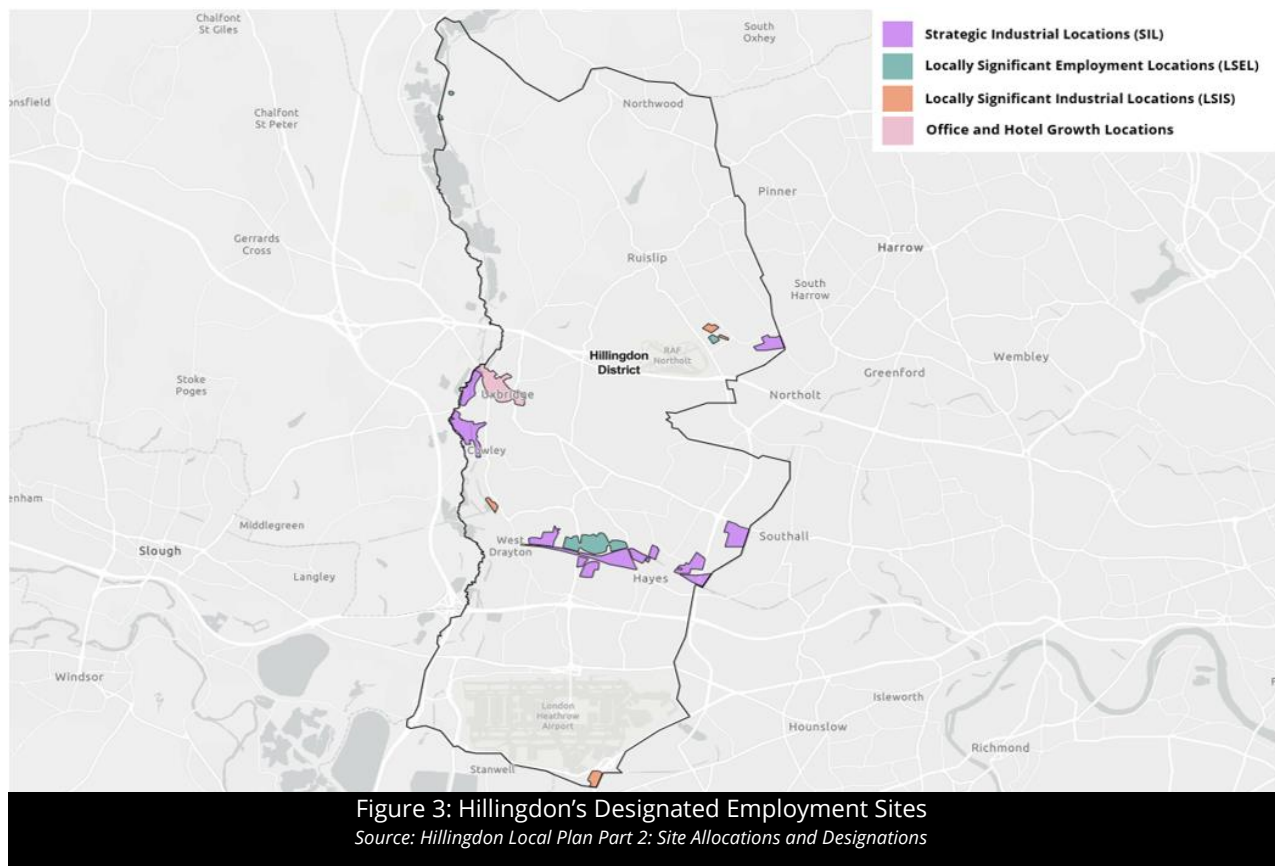 Chalfont
St Giles
South
Oxhey
Strategic Industrial Locations (SIL)
Locally Significant Employment Locations (LSEL)
Locally Significant Industrial Locations (LSIS)
Office and Hotel Growth Locations
onsfield
Northwood
Chalfont
St Peter
Pinner
Gerrards
Cross
Harrow
Ruislip
South
Harrow
Hillingdon
District
RAF
Northolt
Wembley
Stoke
Poges
Greenford
Uxbridge
Northolt
Cowley
enham
Middlegreen
Slough
West
Drayton
Southall
Langley
Hayes
Windsor
Isleworth
London
Heathrow
Airport
Hounslow
Richmond
Stanwell
Figure 3: Hillingdon’s Designated Employment Sites
Source: Hillingdon Local Plan Part 2: Site Allocations and Designations